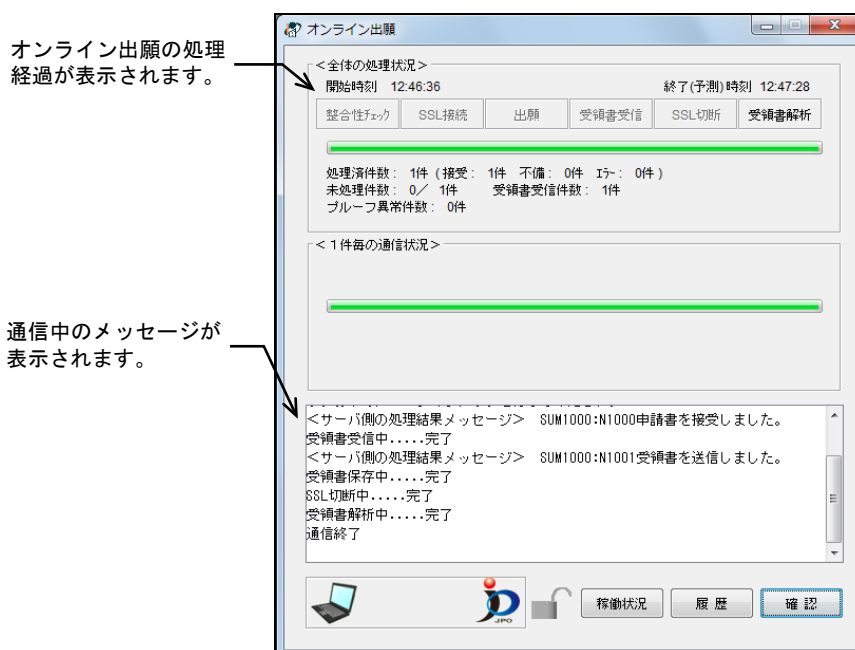 オンライン出願
オンライン出願の処理
経過が表示されます。
＜全体の処理状況＞
開始時刻 12:46:36 終了(予測)時刻 12:47:28
整合性ﾁｪｯｸ SSL接続 出願 受領書受信 SSL切断 受領書解析
処理済件数： 1件 ( 接受： 1件 不備： 0件 ｴﾗｰ： 0件 )
未処理件数： 0／ 1件 受領書受信件数： 1件
プルーフ異常件数： 0件
＜１件毎の通信状況＞
通信中のメッセージが
表示されます。
＜サーバ側の処理結果メッセージ＞ SUM1000:N1000申請書を接受しました。
受領書受信中.....完了
＜サーバ側の処理結果メッセージ＞ SUM1000:N1001受領書を送信しました。
受領書保存中.....完了
SSL切断中.....完了
受領書解析中.....完了
通信終了
JPO
稼働状況 履 歴 確 認